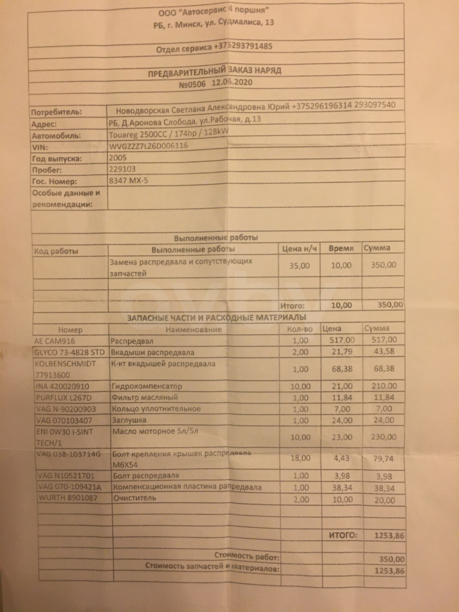 ООО "Автосервис 4 поршня"
РБ, г. Минск, ул. Судмалиса, 13
Отдел сервиса +375293791485
ПРЕДВАРИТЕЛЬНЫЙ ЗАКАЗ НАРЯД
№0506 12.06.2020
Потребитель: Новодворская Светлана Александровна Юрий +375296196314 293097540
Адрес: РБ, Д.Аронова Слобода, ул.Рабочая, д.13
Автомобиль: Touareg 2500CC / 174hp / 128kW
VIN: WVGZZZ7L26D006116
Год выпуска: 2005
Пробег: 229103
Гос. Номер: 8347 МХ-5
Особые данные и
рекомендации:
Выполненные работы
Код работы Выполненные работы Цена н/ч Время Сумма
Замена распредвала и сопутствующих
запчастей 35,00 10,00 350,00
Итого: 10,00 350,00
ЗАПАСНЫЕ ЧАСТИ И РАСХОДНЫЕ МАТЕРИАЛЫ
Номер Наименование Кол-во Цена Сумма
AE CAM916 Распредвал 1,00 517,00 517,00
GLYCO 73-4828 STD Вкадыши распредвала 2,00 21,79 43,58
KOLBENSCHMIDT
77913600 К-кт вкадышей распредвала 1,00 68,38 68,38
INA 420020910 Гидрокомпенсатор 10,00 21,00 210,00
PURFLUX L267D Фильтр масляный 1,00 11,84 11,84
VAG N-90200903 Кольцо уплотнительное 1,00 7,00 7,00
VAG 070103407 Заглушка 1,00 24,00 24,00
ENI 0W30 I-SINT
TECH/1 Масло моторное 5л/5л 10,00 23,00 230,00
VAG 038-103714G Болт крепления крышек распредвала
M6X54 18,00 4,43 79,74
VAG N10521701 Болт распредвала 1,00 3,98 3,98
VAG 070-109421A Компенсационная пластина рапредвала 1,00 38,34 38,34
WURTH 8901087 Очиститель 2,00 10,00 20,00
ИТОГО: 1253,86
Стоимость работ: 350,00
Стоимость запчастей и материалов: 1253,86